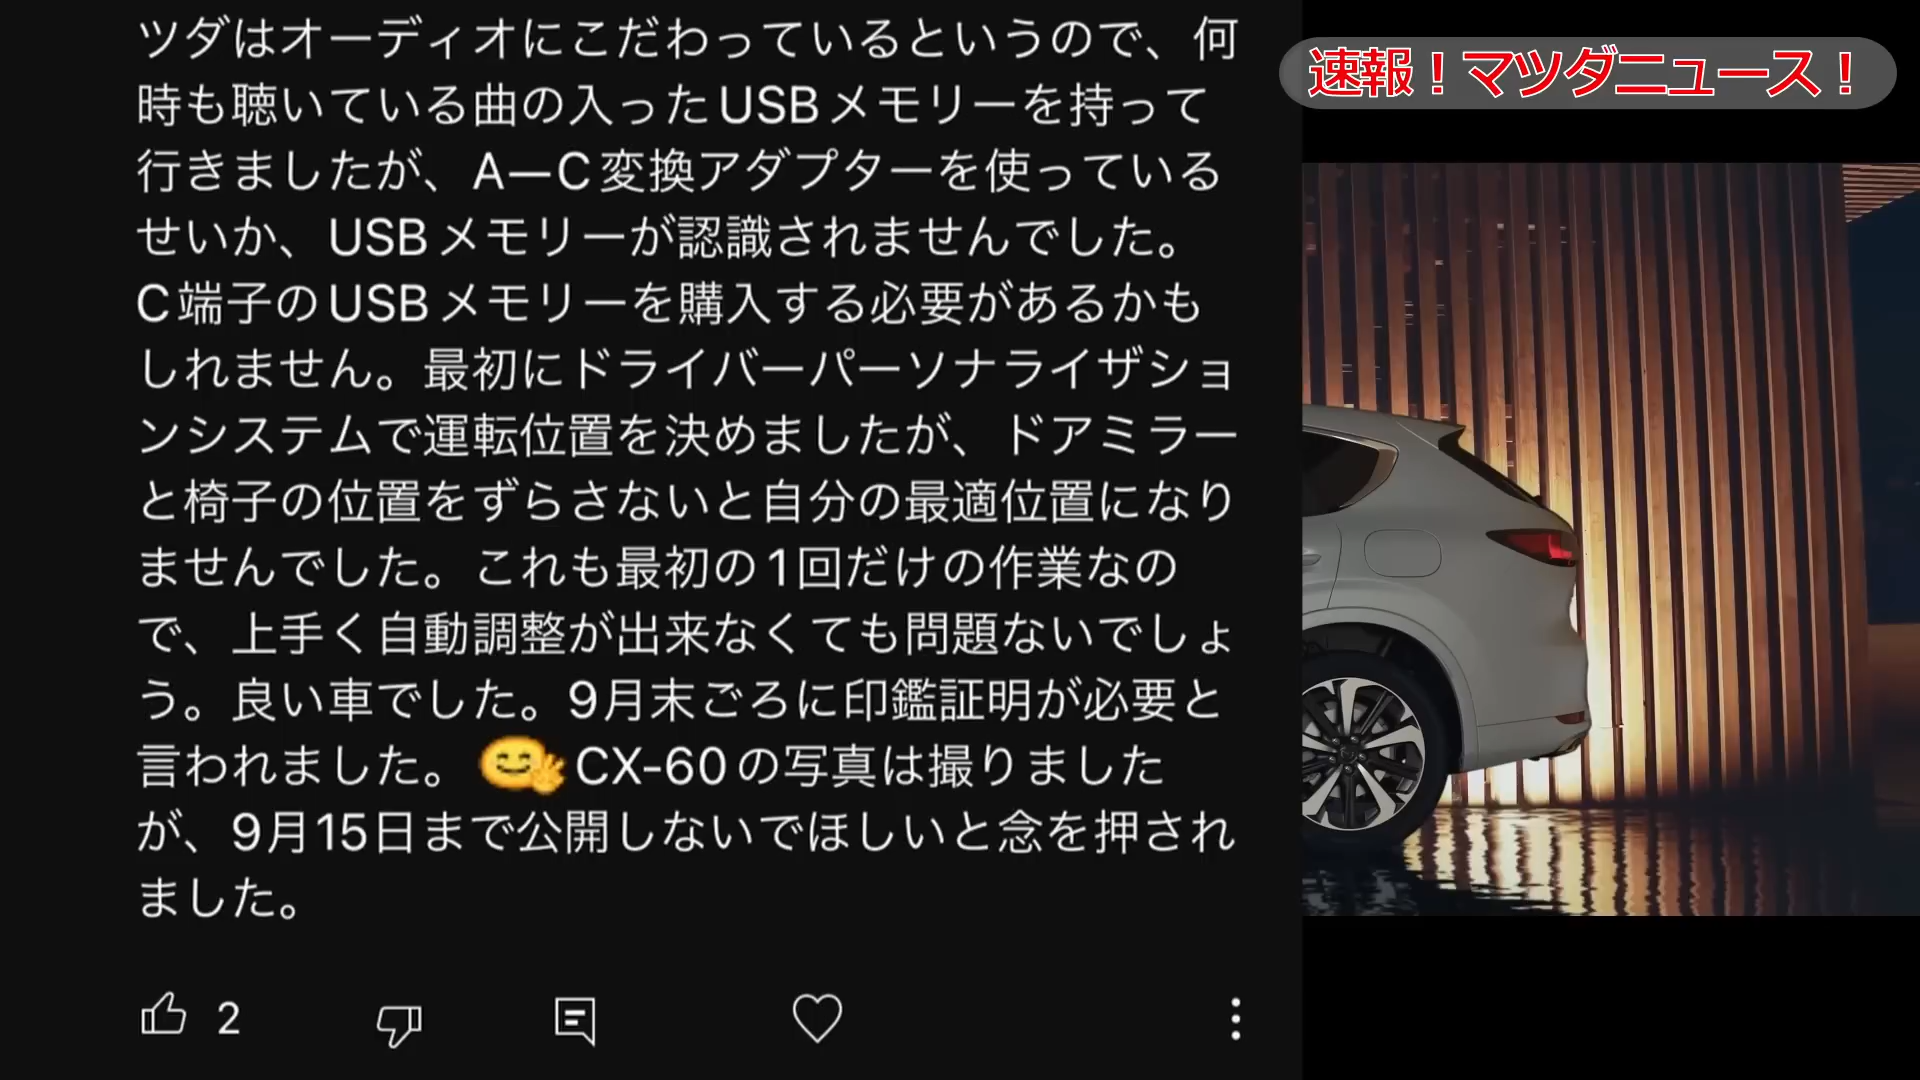 ツダはオーディオにこだわっているというので、何
時も聴いている曲の入ったUSBメモリーを持って
行きましたが、A—C変換アダプターを使っている
せいか、USBメモリーが認識されませんでした。
C端子のUSBメモリーを購入する必要があるかも
しれません。最初にドライバーパーソナライザショ
ンシステムで運転位置を決めましたが、ドアミラー
と椅子の位置をずらさないと自分の最適位置になり
ませんでした。これも最初の1回だけの作業なの
で、上手く自動調整が出来なくても問題ないでしょ
う。良い車でした。9月末ごろに印鑑証明が必要と
言われました。😊👌CX-60の写真は撮りました
が、9月15日まで公開しないでほしいと念を押され
ました。
2
速報！マツダニュース！